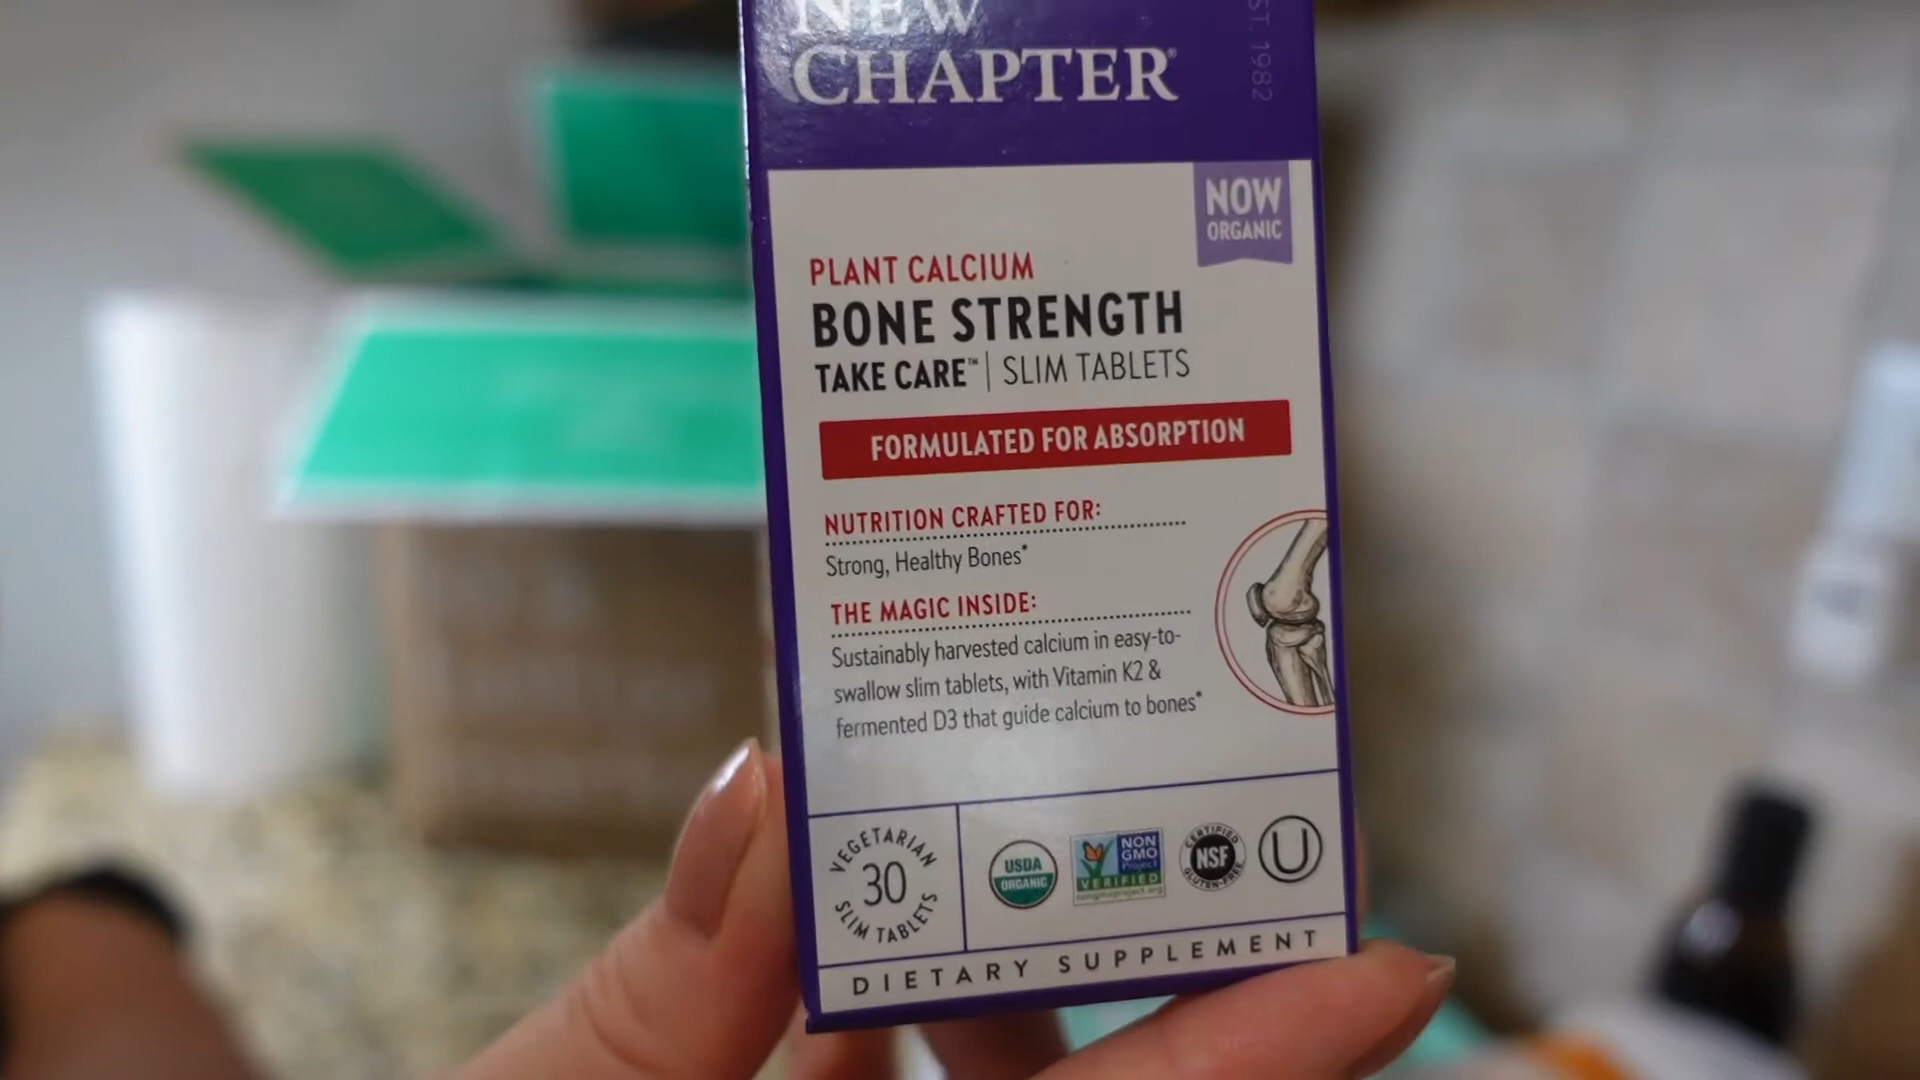 NEW
CHAPTER®
EST. 1982
NOW
ORGANIC
PLANT CALCIUM
BONE STRENGTH
TAKE CARE™ | SLIM TABLETS
FORMULATED FOR ABSORPTION
NUTRITION CRAFTED FOR:
Strong, Healthy Bones*
THE MAGIC INSIDE:
Sustainably harvested calcium in easy-to-
swallow slim tablets, with Vitamin K2 &
fermented D3 that guide calcium to bones*
VEGETARIAN
30
SLIM TABLETS
USDA
ORGANIC
NON
GMO
Project
VERIFIED
nongmoproject.org
CERTIFIED
NSF
GLUTEN-FREE
U
DIETARY SUPPLEMENT